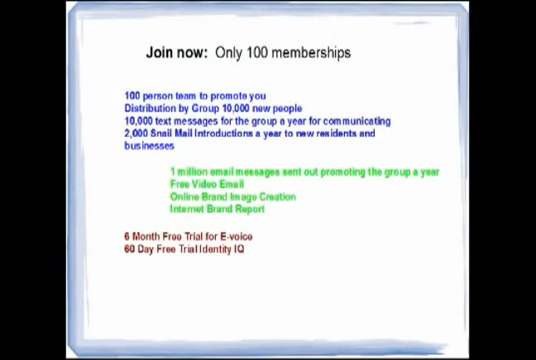 Join now: Only 100 memberships
100 person team to promote you
Distribution by Group 10,000 new people
10,000 text messages for the group a year for communicating
2,000 Snail Mail Introductions a year to new residents and
businesses
1 million email messages sent out promoting the group a year
Free Video Email
Online Brand Image Creation
Internet Brand Report
6 Month Free Trial for E-voice
60 Day Free Trial Identity IQ